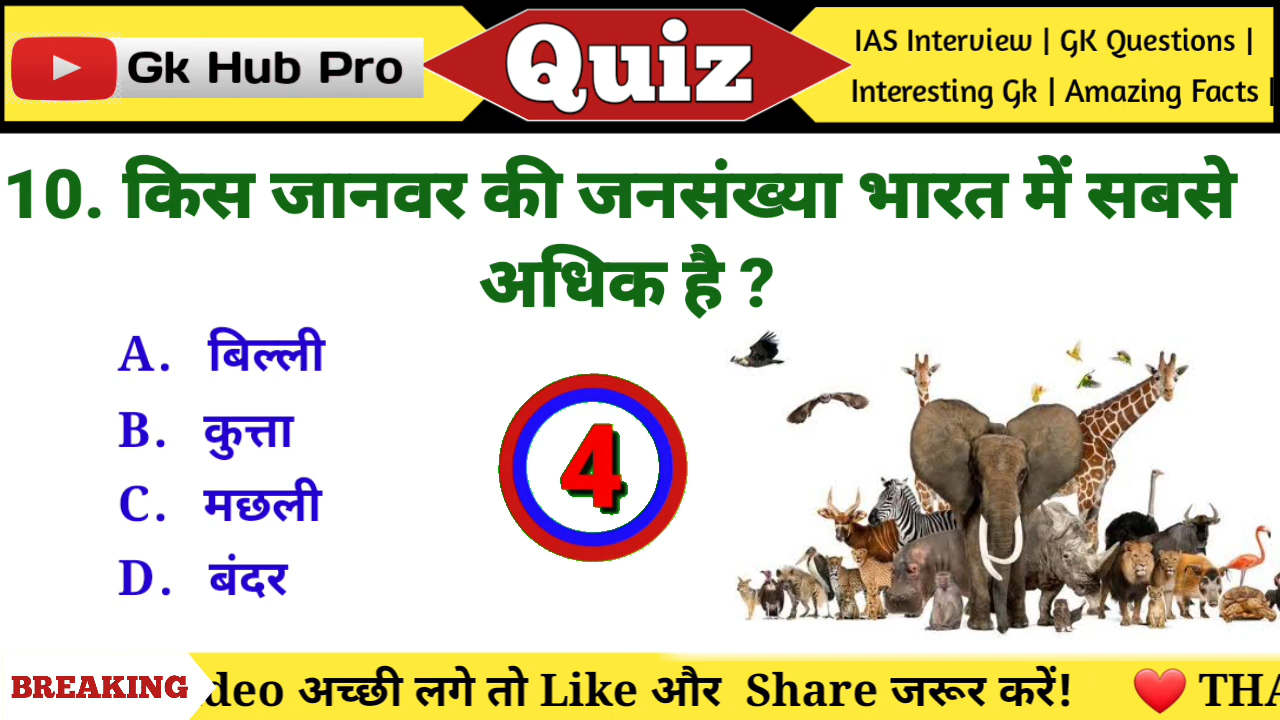 Gk Hub Pro
Quiz
IAS Interview | GK Questions |
Interesting Gk | Amazing Facts |
10. किस जानवर की जनसंख्या भारत में सबसे
अधिक है ?
A. बिल्ली
B. कुत्ता
C. मछली
D. बंदर
4
BREAKING deo अच्छी लगे तो Like और Share जरूर करें! ❤️ THA